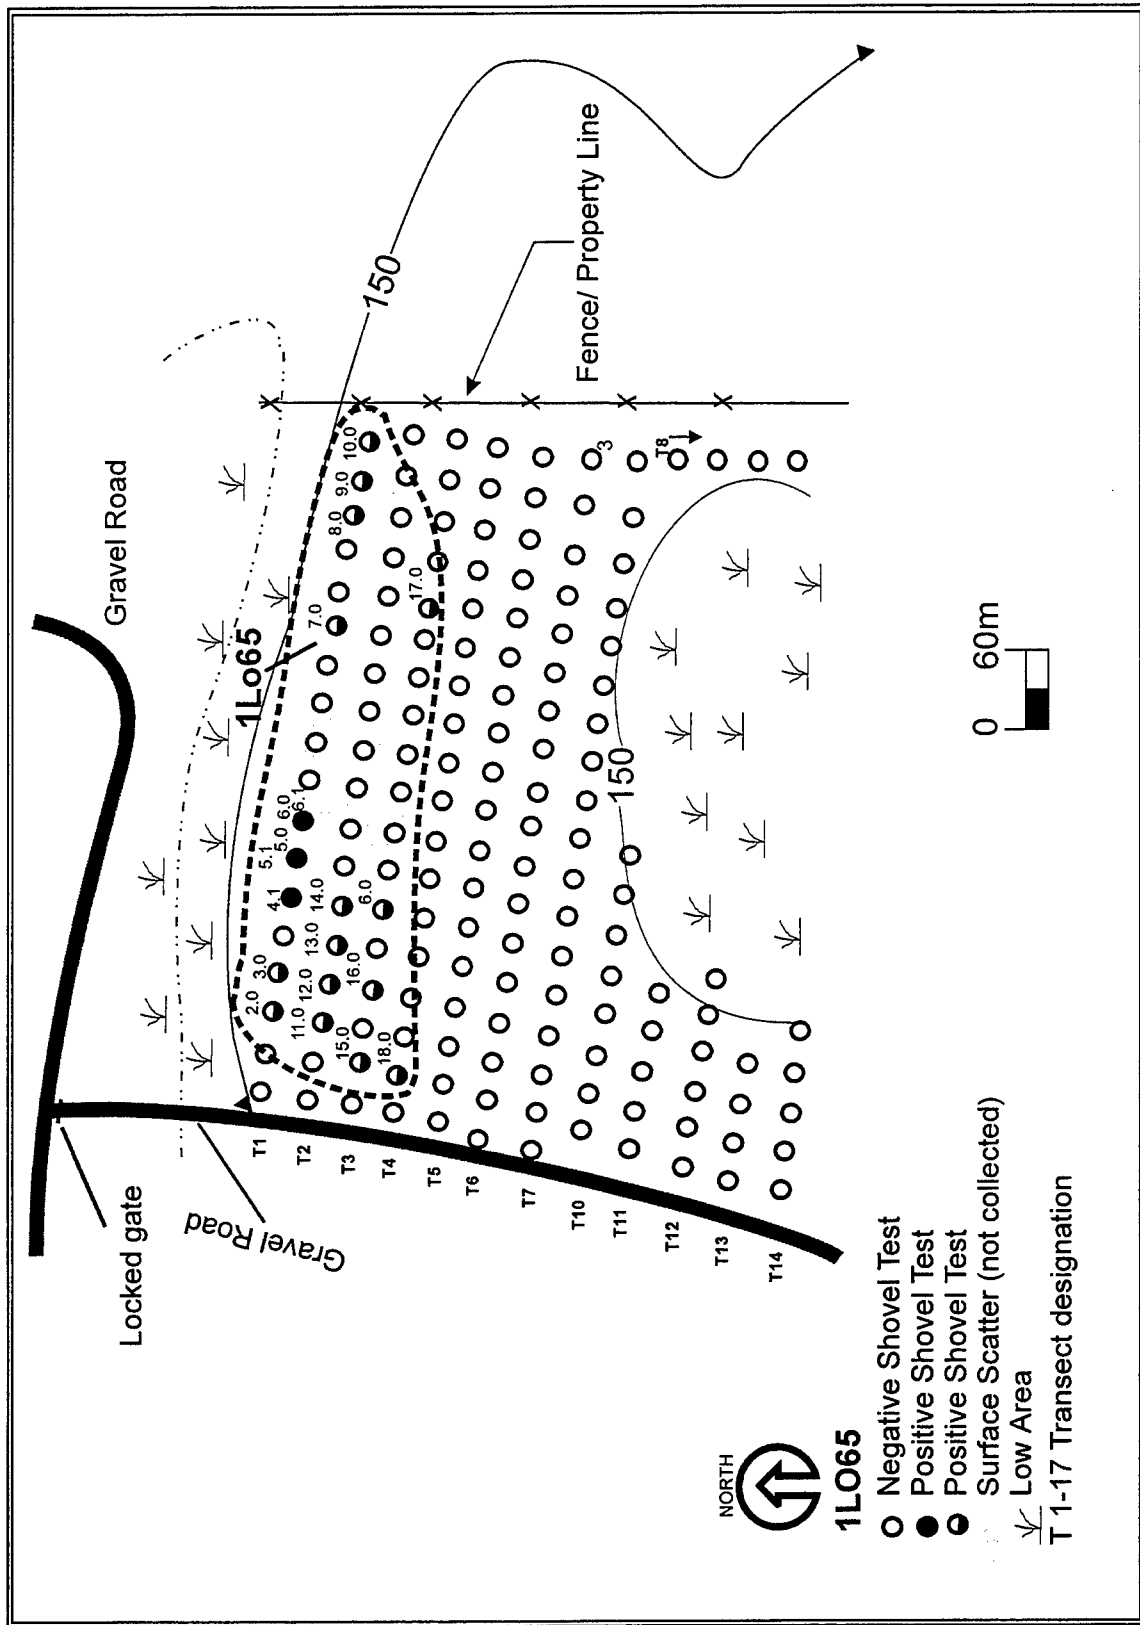 Gravel Road
Locked gate
Gravel Road
1Lo65
150
Fence/ Property Line
T1
2.0
3.0
4.1
5.1
5.0
6.0
6.1
7.0
8.0
9.0
10.0
T2
11.0
12.0
13.0
14.0
T3
15.0
16.0
6.0
T4
18.0
17.0
T5
T6
T7
3
T8
T10
T11
T12
T13
T14
150
0 60m
NORTH
1LO65
Negative Shovel Test
Positive Shovel Test
Positive Shovel Test
Surface Scatter (not collected)
Low Area
T 1-17 Transect designation